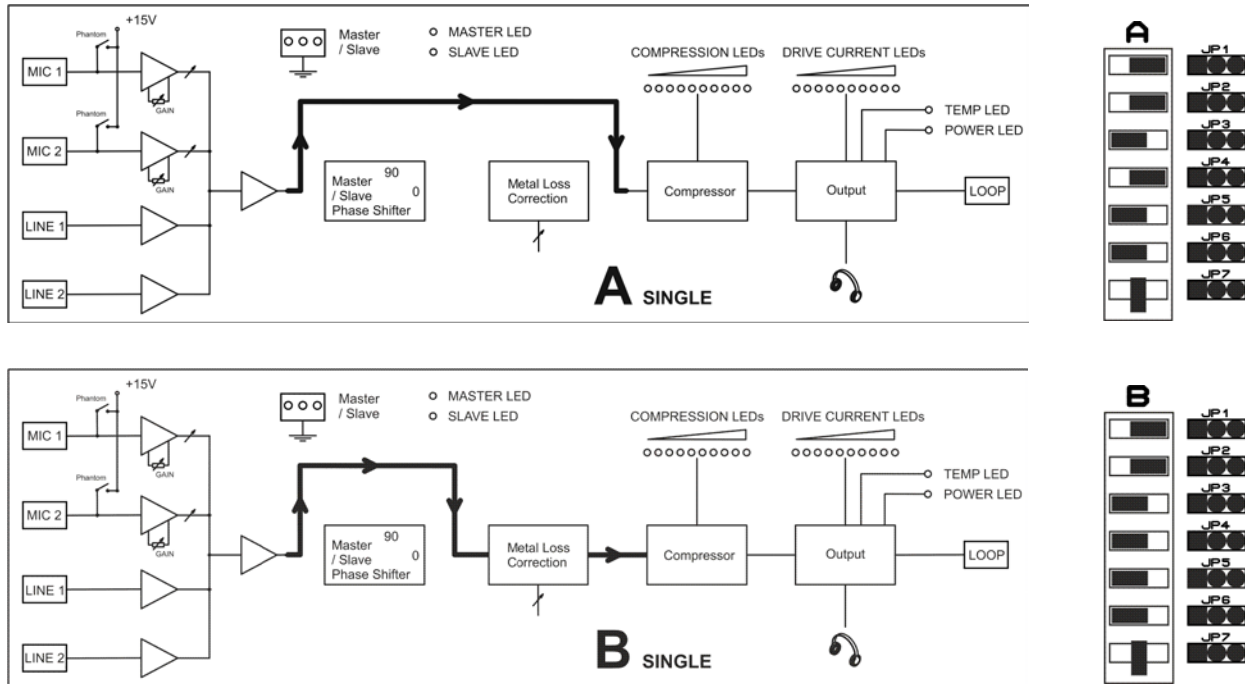 +15V
Phantom
MIC 1
GAIN
Phantom
MIC 2
GAIN
LINE 1
LINE 2
Master
/ Slave
MASTER LED
SLAVE LED
90
Master 0
/ Slave
Phase Shifter
Metal Loss
Correction
COMPRESSION LEDs
Compressor
DRIVE CURRENT LEDs
TEMP LED
POWER LED
Output
LOOP
A SINGLE
A
JP1
JP2
JP3
JP4
JP5
JP6
JP7
+15V
Phantom
MIC 1
GAIN
Phantom
MIC 2
GAIN
LINE 1
LINE 2
Master
/ Slave
MASTER LED
SLAVE LED
90
Master 0
/ Slave
Phase Shifter
Metal Loss
Correction
COMPRESSION LEDs
Compressor
DRIVE CURRENT LEDs
TEMP LED
POWER LED
Output
LOOP
B SINGLE
B
JP1
JP2
JP3
JP4
JP5
JP6
JP7